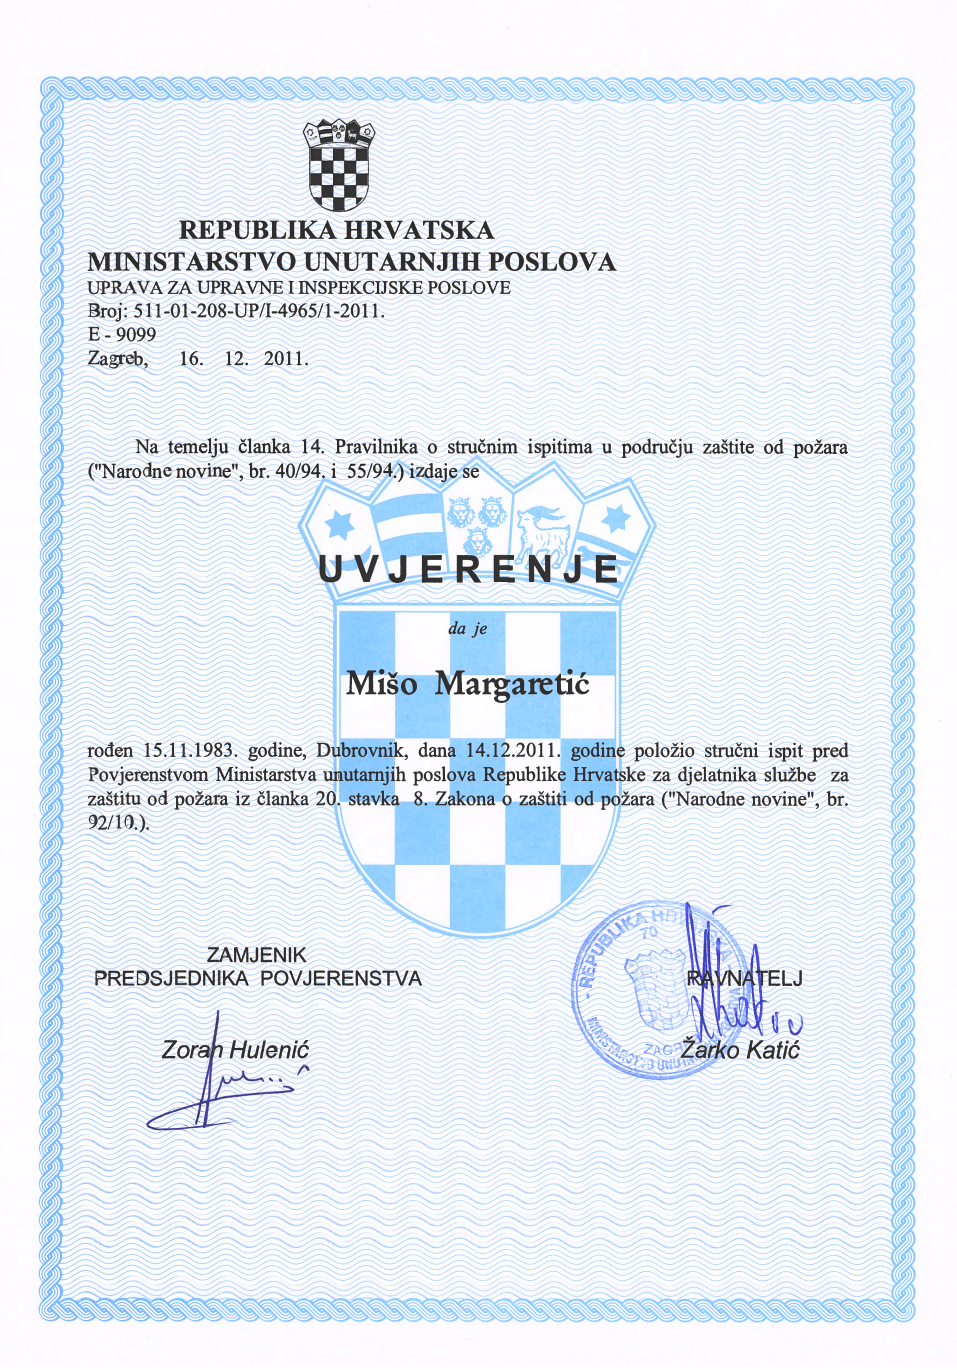 REPUBLIKA HRVATSKA
MINISTARSTVO UNUTARNJIH POSLOVA
UPRAVA ZA UPRAVNE I INSPEKCIJSKE POSLOVE
Broj: 511-01-208-UP/I-4965/1-2011.
E - 9099
Zagreb, 16. 12. 2011.
Na temelju članka 14. Pravilnika o stručnim ispitima u području zaštite od požara
("Narodne novine", br. 40/94. i 55/94.) izdaje se
UVJERENJE
da je
Mišo Margaretić
rođen 15.11.1983. godine, Dubrovnik, dana 14.12.2011. godine položio stručni ispit pred
Povjerenstvom Ministarstva unutarnjih poslova Republike Hrvatske za djelatnika službe za
zaštitu od požara iz članka 20. stavka 8. Zakona o zaštiti od požara ("Narodne novine", br.
92/10.).
ZAMJENIK
PREDSJEDNIKA POVJERENSTVA
Zoran Hulenić
RAVNATELJ
Žarko Katić
REPUBLIKA
70